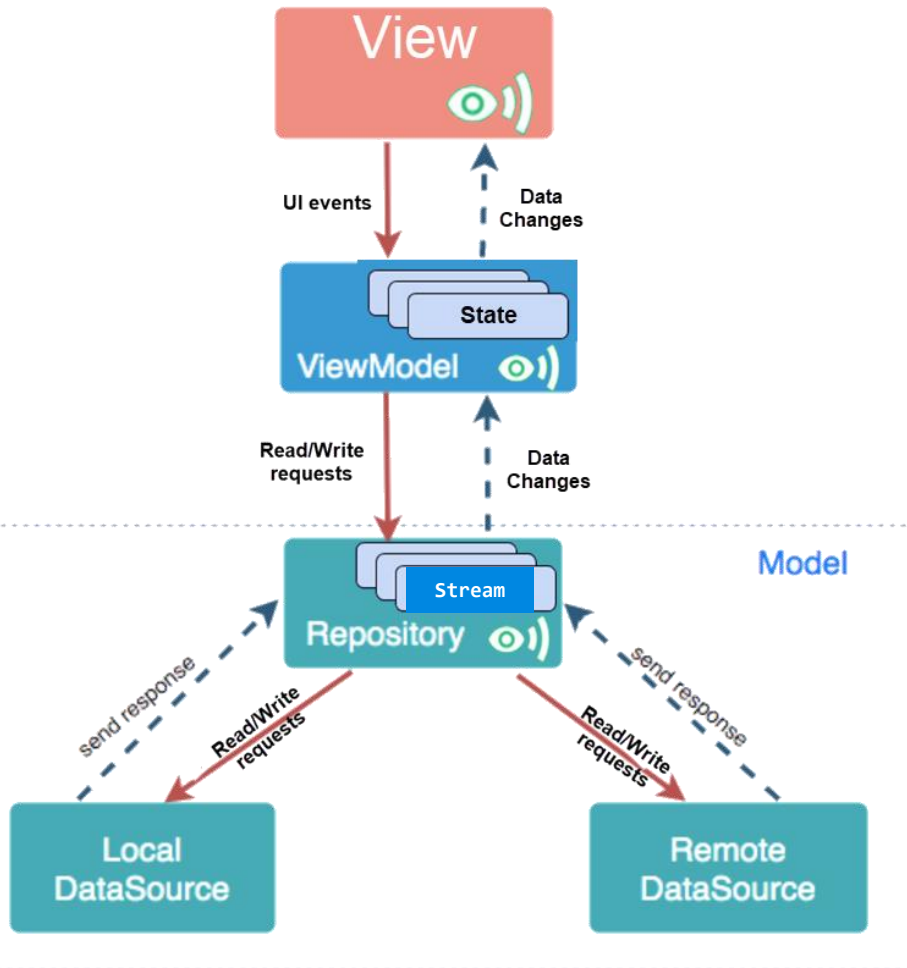 View
UI events
Data
Changes
State
ViewModel
Read/Write
requests
Data
Changes
Model
Stream
Repository
send response
Read/Write
requests
Read/Write
requests
send response
Local
DataSource
Remote
DataSource